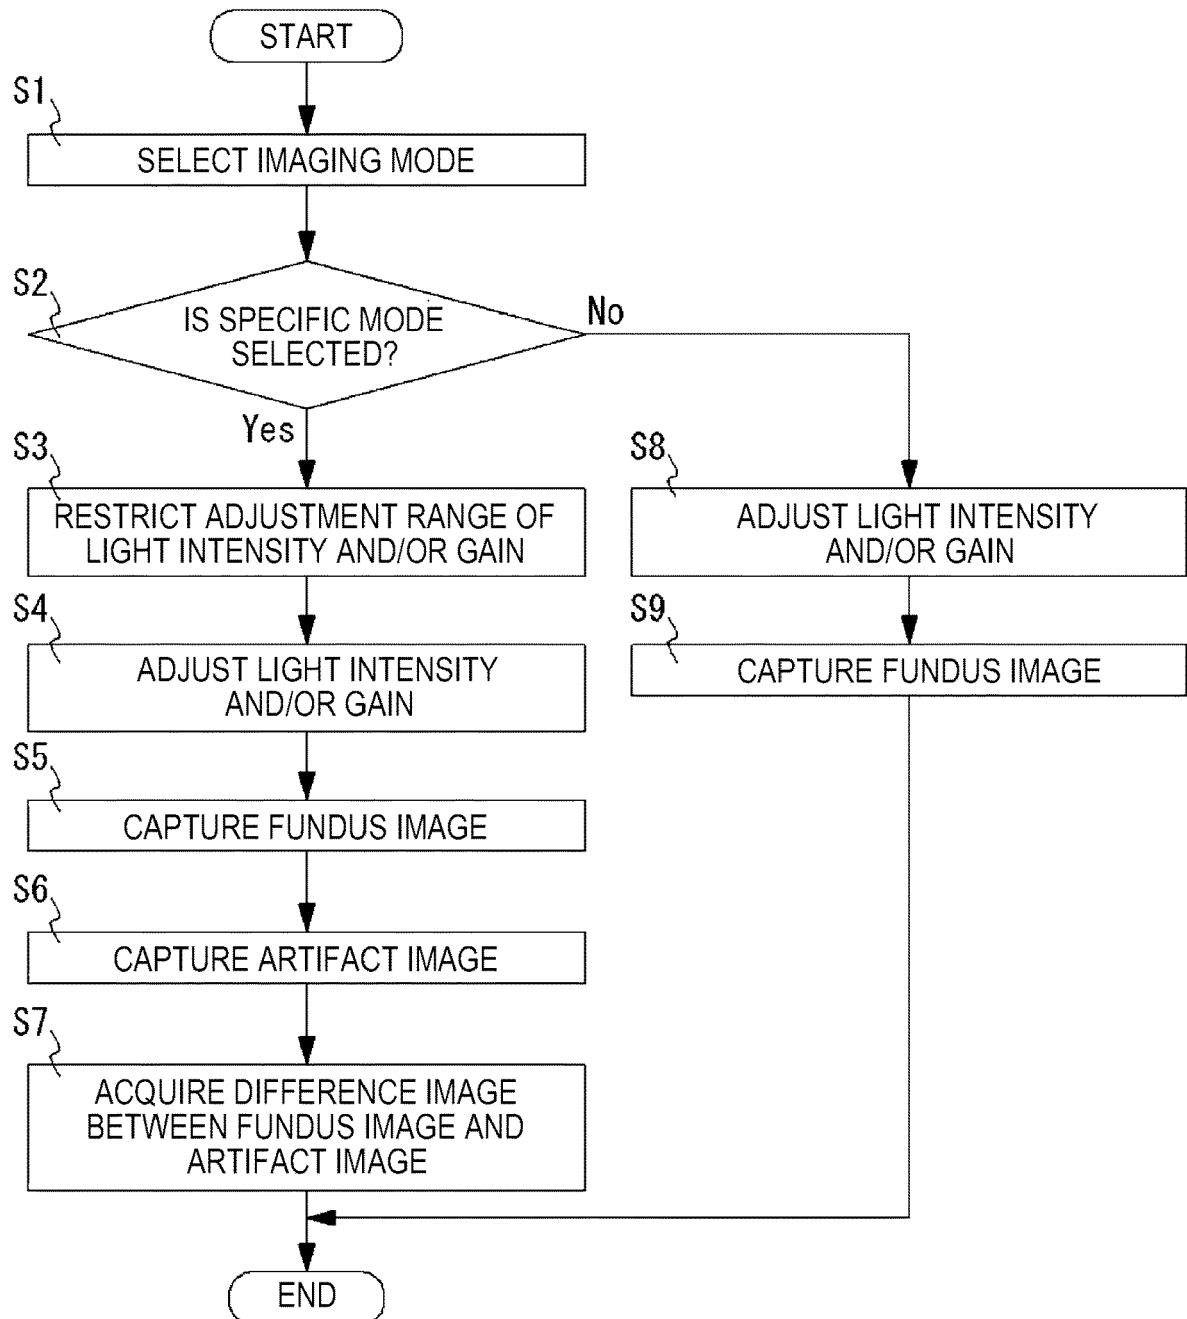 START
S1
SELECT IMAGING MODE
S2
IS SPECIFIC MODE
SELECTED?
No
Yes
S3
RESTRICT ADJUSTMENT RANGE OF
LIGHT INTENSITY AND/OR GAIN
S8
ADJUST LIGHT INTENSITY
AND/OR GAIN
S4
ADJUST LIGHT INTENSITY
AND/OR GAIN
S9
CAPTURE FUNDUS IMAGE
S5
CAPTURE FUNDUS IMAGE
S6
CAPTURE ARTIFACT IMAGE
S7
ACQUIRE DIFFERENCE IMAGE
BETWEEN FUNDUS IMAGE AND
ARTIFACT IMAGE
END